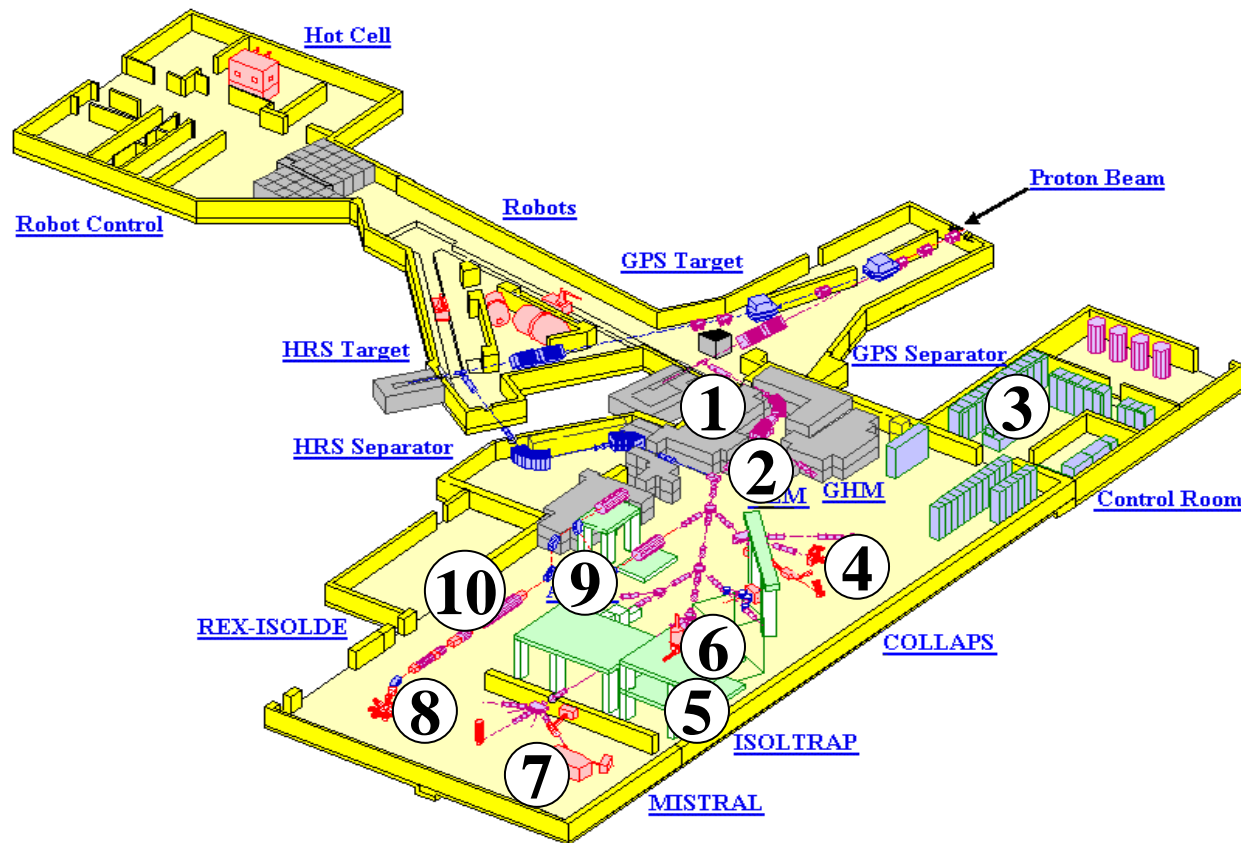 Hot Cell
Proton Beam
Robot Control
Robots
GPS Target
HRS Target
GPS Separator
1
3
HRS Separator
2
GHM
Control Room
4
9
10
REX-ISOLDE
6
COLLAPS
5
8
ISOLTRAP
7
MISTRAL